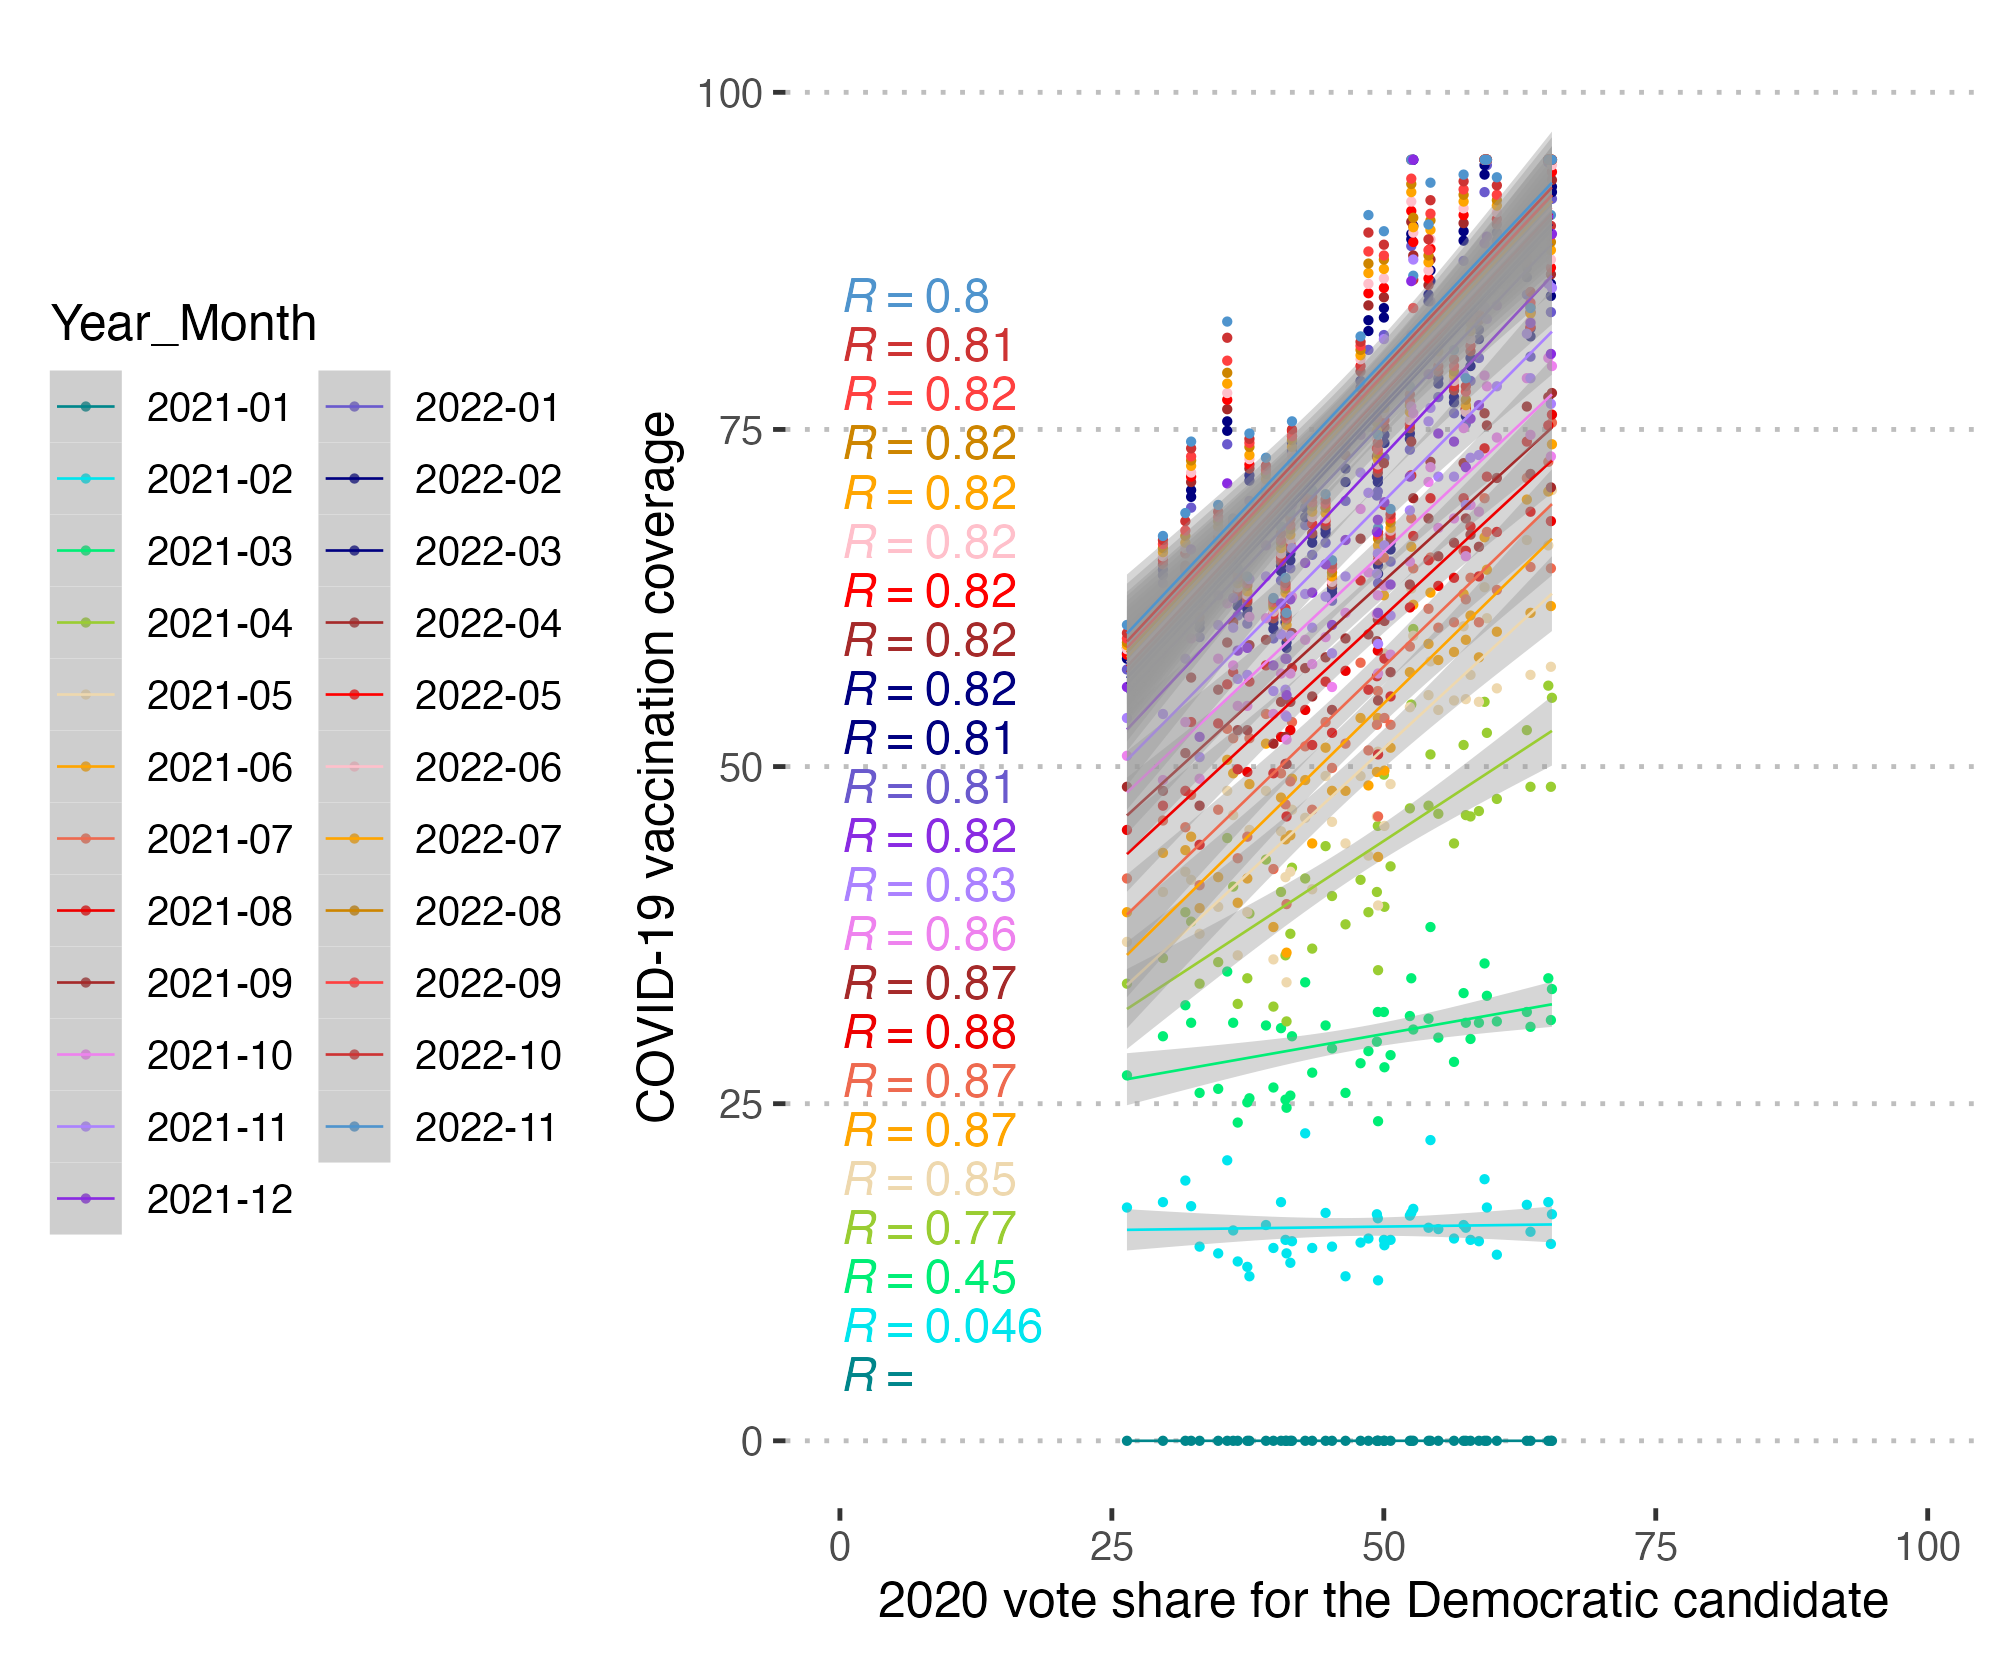 Year_Month
2021-01
2021-02
2021-03
2021-04
2021-05
2021-06
2021-07
2021-08
2021-09
2021-10
2021-11
2021-12
2022-01
2022-02
2022-03
2022-04
2022-05
2022-06
2022-07
2022-08
2022-09
2022-10
2022-11
COVID-19 vaccination coverage
100
75
50
25
0
R = 0.8
R = 0.81
R = 0.82
R = 0.82
R = 0.82
R = 0.82
R = 0.82
R = 0.82
R = 0.82
R = 0.81
R = 0.81
R = 0.82
R = 0.83
R = 0.86
R = 0.87
R = 0.88
R = 0.87
R = 0.87
R = 0.85
R = 0.77
R = 0.45
R = 0.046
R =
0
25
50
75
100
2020 vote share for the Democratic candidate